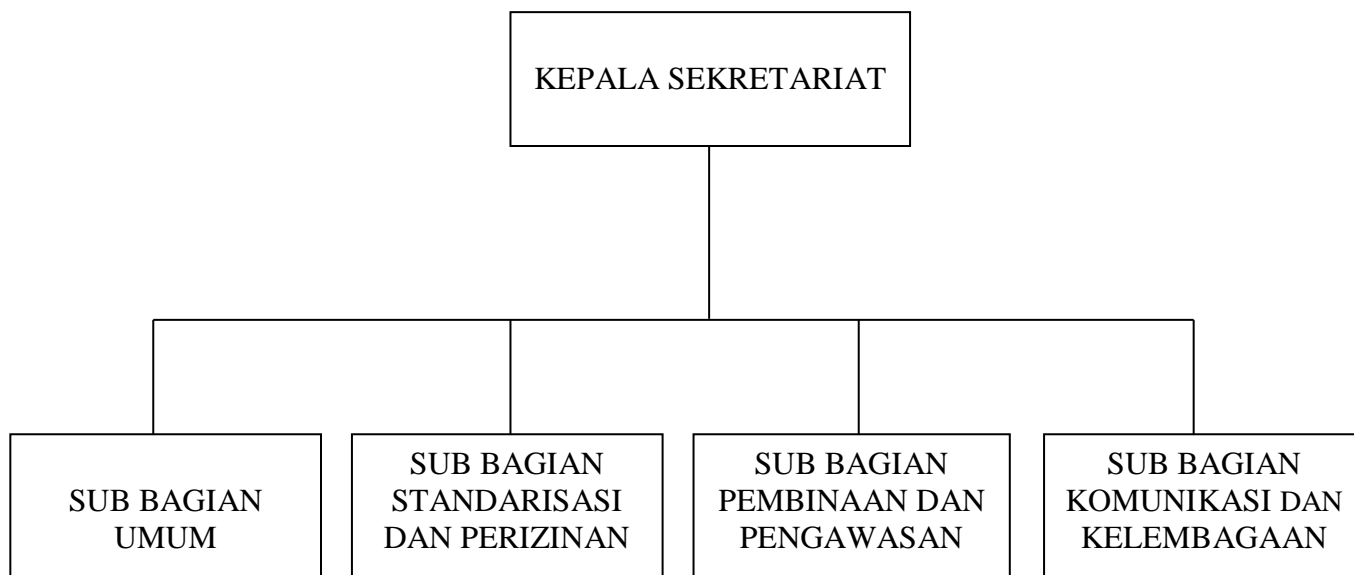 KEPALA SEKRETARIAT
SUB BAGIAN
UMUM
SUB BAGIAN
STANDARISASI
DAN PERIZINAN
SUB BAGIAN
PEMBINAAN DAN
PENGAWASAN
SUB BAGIAN
KOMUNIKASI DAN
KELEMBAGAAN